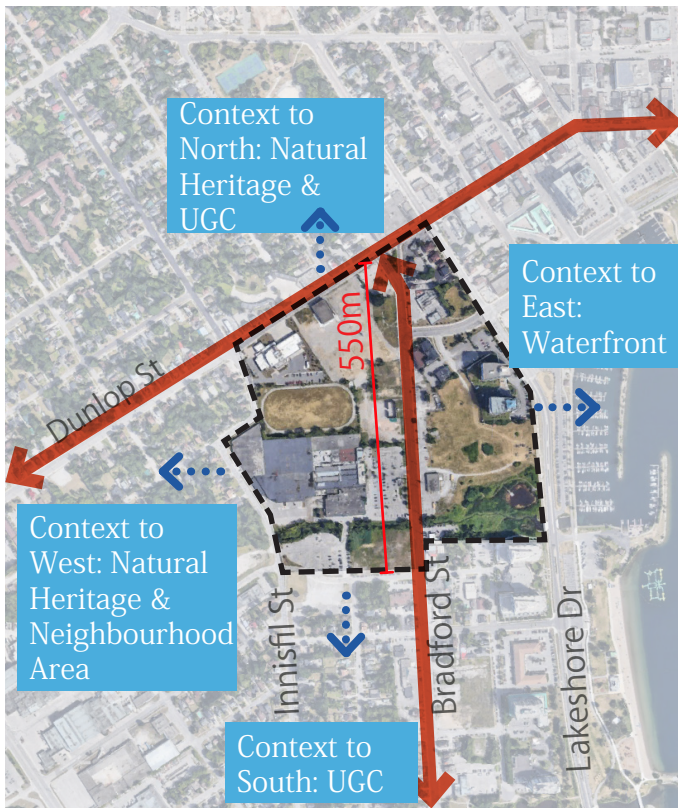 Context to
North: Natural
Heritage &
UGC
Context to
East:
Waterfront
550m
Dunlop St
Context to
West: Natural
Heritage &
Neighbourhood
Area
Innisfil St
Bradford St
Lakeshore Dr
Context to
South: UGC